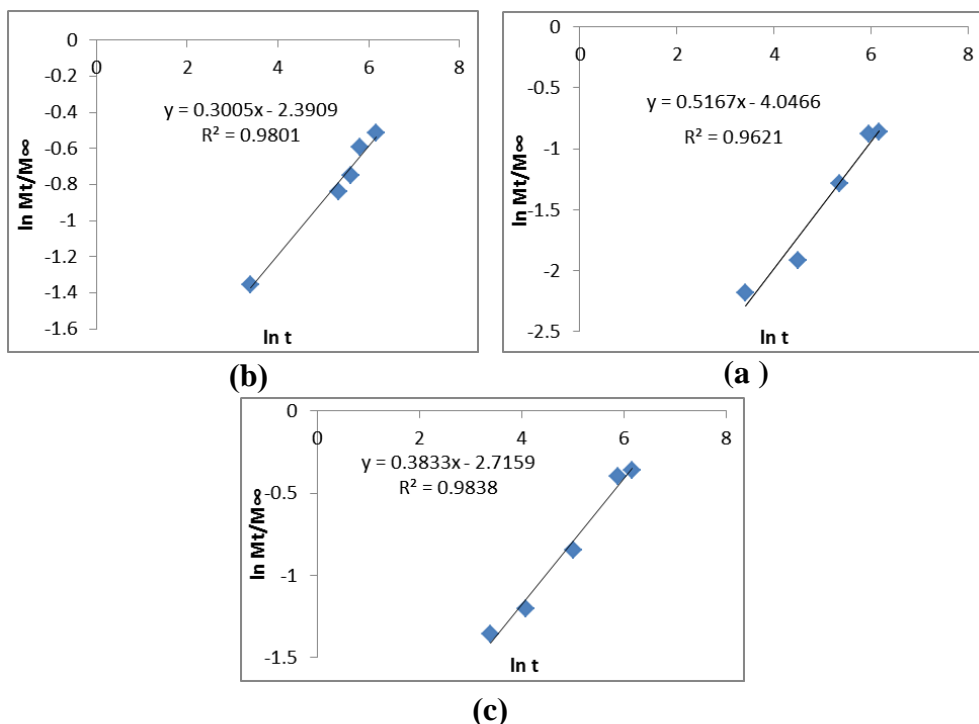 0
0 2 4 6 8
-0.2
-0.4
-0.6
-0.8
-1
-1.2
-1.4
-1.6
y = 0.3005x - 2.3909
R² = 0.9801
ln Mt/M∞
ln t
(b)
0
0 2 4 6 8
-0.5
-1
-1.5
-2
-2.5
y = 0.5167x - 4.0466
R² = 0.9621
ln Mt/M∞
ln t
(a )
0
0 2 4 6 8
-0.5
-1
-1.5
y = 0.3833x - 2.7159
R² = 0.9838
ln Mt/M∞
ln t
(c)